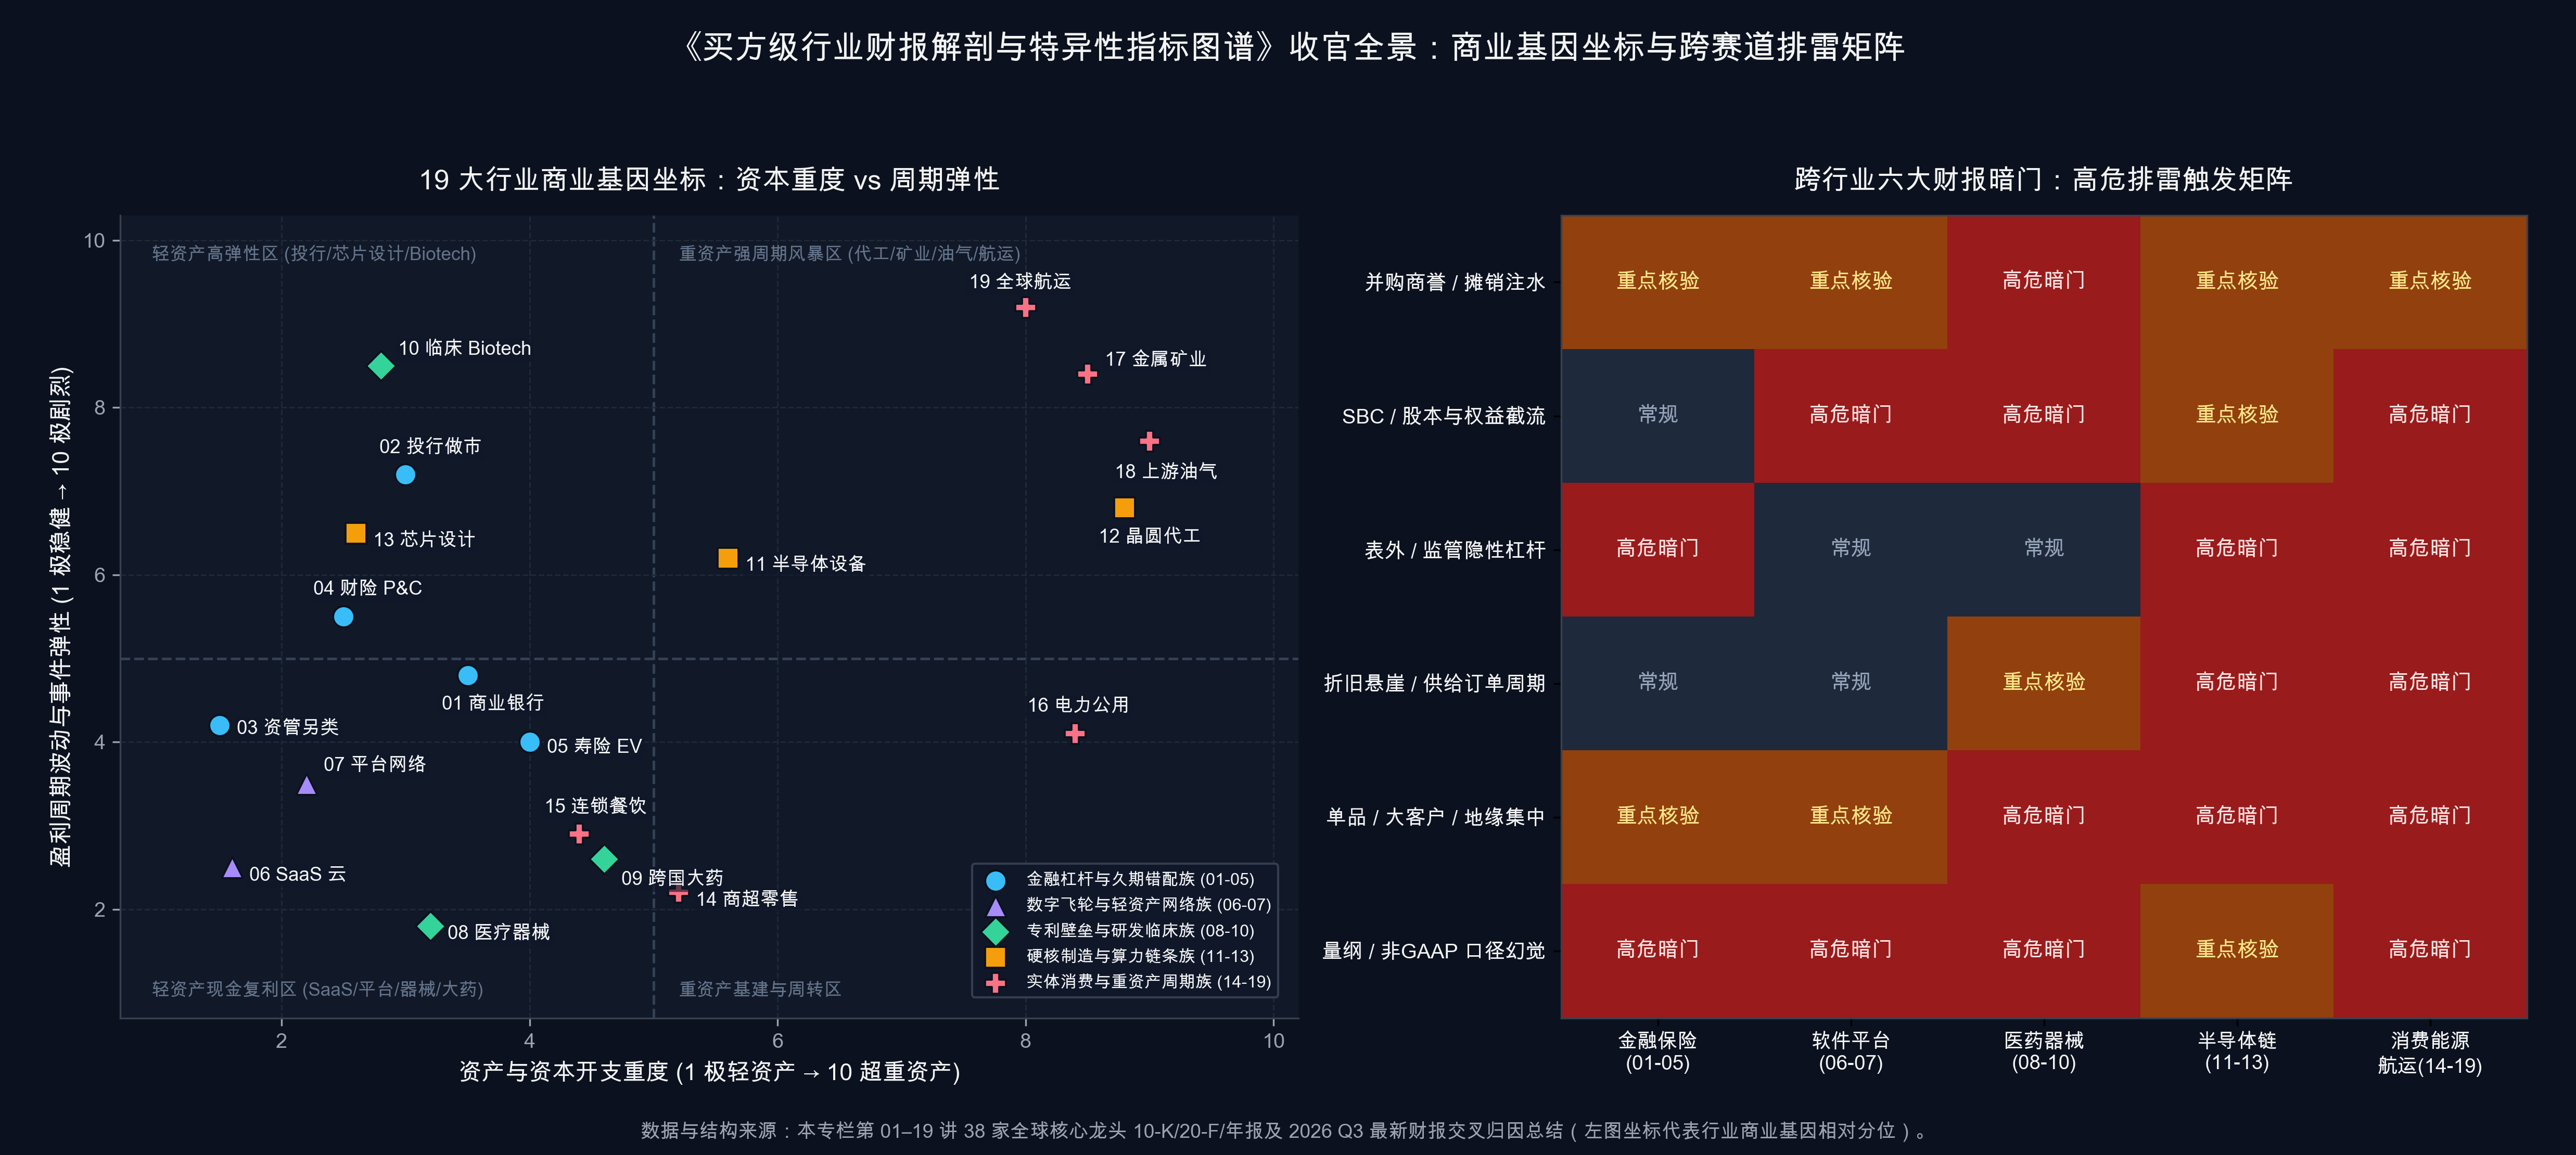 《买方级行业财报解剖与特异性指标图谱》收官全景：商业基因坐标与跨赛道排雷矩阵
19 大行业商业基因坐标：资本重度 vs 周期弹性
盈利周期波动与事件弹性 (1 极稳健 → 10 极剧烈)
10
8
6
4
2
轻资产高弹性区 (投行/芯片设计/Biotech)
重资产强周期风暴区 (代工/矿业/油气/航运)
19 全球航运
10 临床 Biotech
17 金属矿业
02 投行做市
18 上游油气
13 芯片设计
12 晶圆代工
11 半导体设备
04 财险 P&C
01 商业银行
16 电力公用
03 资管另类
05 寿险 EV
07 平台网络
15 连锁餐饮
06 SaaS 云
09 跨国大药
14 商超零售
08 医疗器械
轻资产现金复利区 (SaaS/平台/器械/大药)
重资产基建与周转区
金融杠杆与久期错配族 (01-05)
数字飞轮与轻资产网络族 (06-07)
专利壁垒与研发临床族 (08-10)
硬核制造与算力链条族 (11-13)
实体消费与重资产周期族 (14-19)
2 4 6 8 10
资产与资本开支重度 (1 极轻资产 → 10 超重资产)
跨行业六大财报暗门：高危排雷触发矩阵
并购商誉 / 摊销注水 重点核验 重点核验 高危暗门 重点核验 重点核验
SBC / 股本与权益截流 常规 高危暗门 高危暗门 重点核验 高危暗门
表外 / 监管隐性杠杆 高危暗门 常规 常规 高危暗门 高危暗门
折旧悬崖 / 供给订单周期 常规 常规 重点核验 高危暗门 高危暗门
单品 / 大客户 / 地缘集中 重点核验 重点核验 高危暗门 高危暗门 高危暗门
量纲 / 非GAAP 口径幻觉 高危暗门 高危暗门 高危暗门 重点核验 高危暗门
金融保险 软件平台 医药器械 半导体链 消费能源
(01-05) (06-07) (08-10) (11-13) 航运(14-19)
数据与结构来源：本专栏第 01–19 讲 38 家全球核心龙头 10-K/20-F/年报及 2026 Q3 最新财报交叉归因总结（左图坐标代表行业商业基因相对分位）。